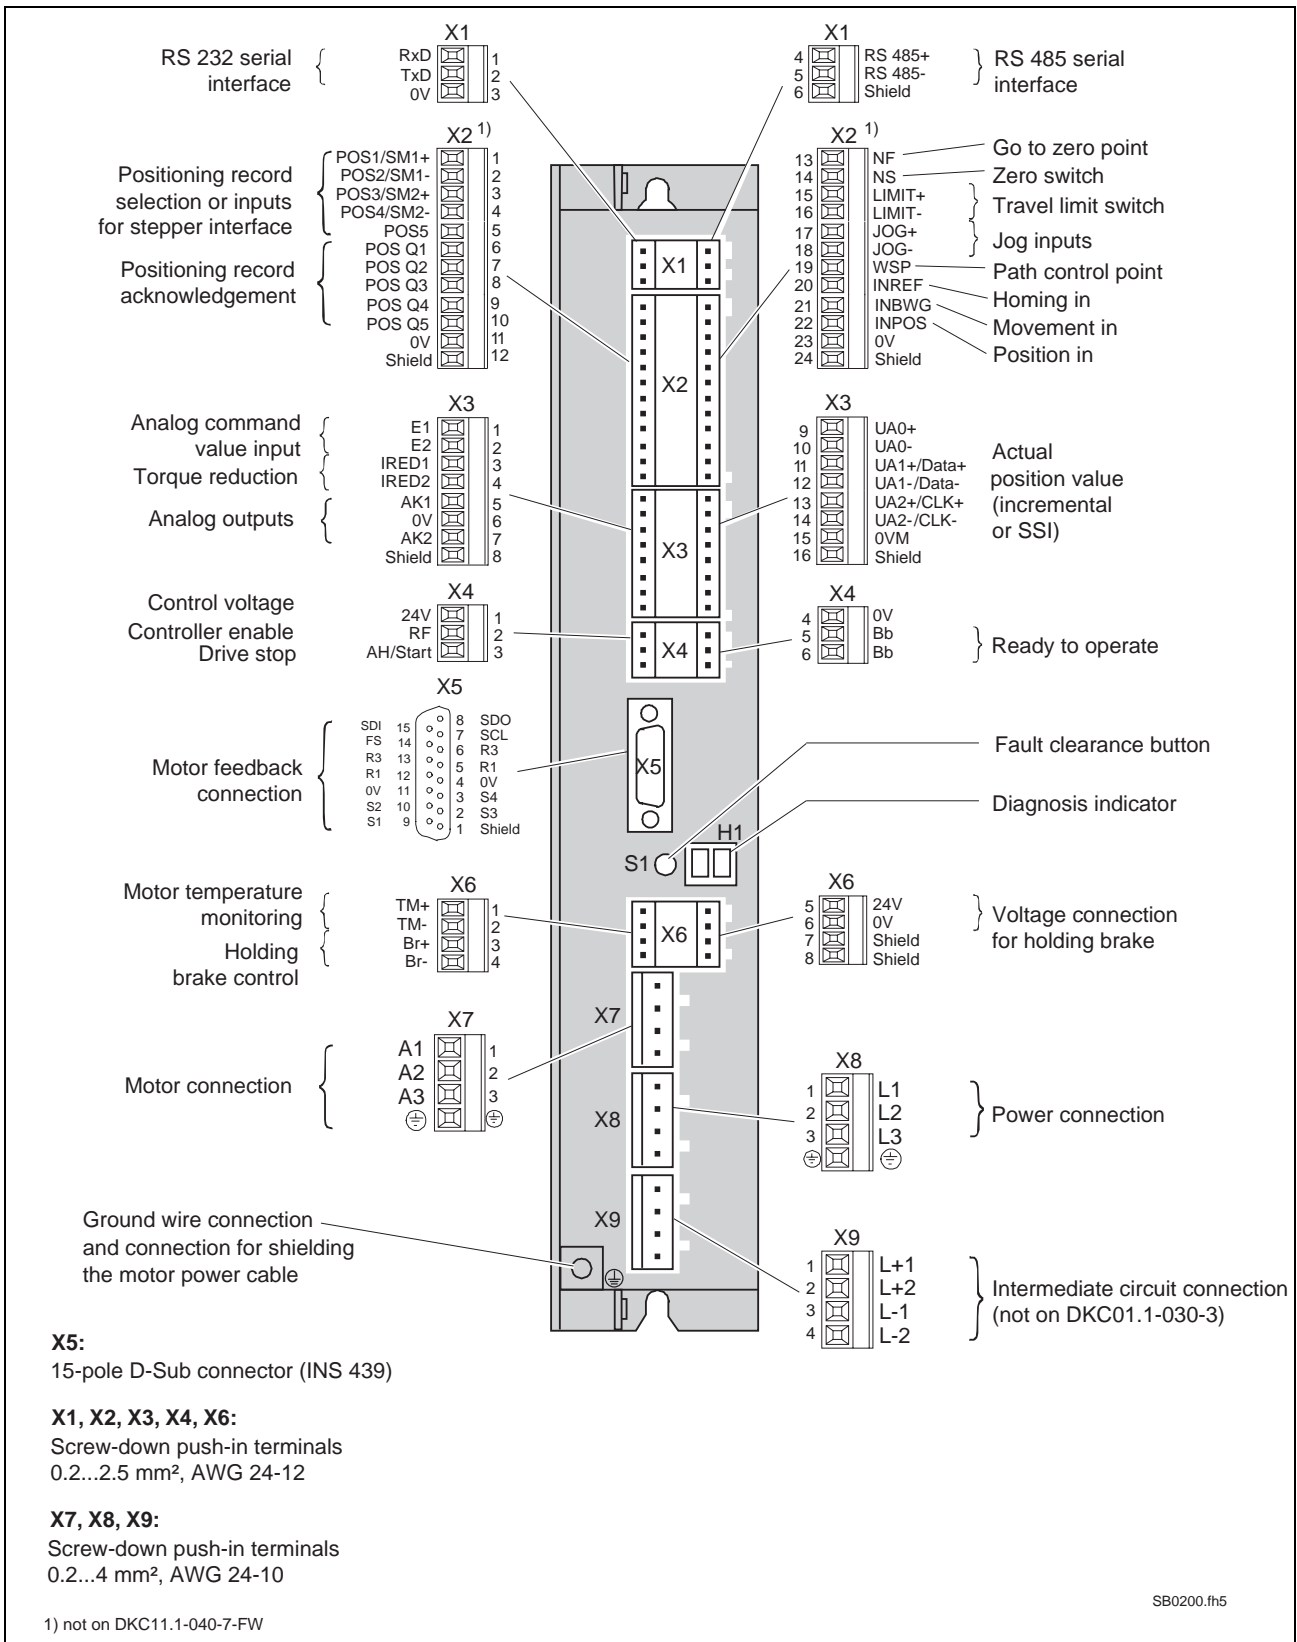 X1
RS 232 serial
interface
RxD 1
TxD 2
0V 3
X1
4 RS 485+
5 RS 485-
6 Shield
RS 485 serial
interface
X2 1)
Positioning record
selection or inputs
for stepper interface
Positioning record
acknowledgement
POS1/SM1+ 1
POS2/SM1- 2
POS3/SM2+ 3
POS4/SM2- 4
POS5 5
POS Q1 6
POS Q2 7
POS Q3 8
POS Q4 9
POS Q5 10
0V 11
Shield 12
X2 1)
13 NF
14 NS
15 LIMIT+
16 LIMIT-
17 JOG+
18 JOG-
19 WSP
20 INREF
21 INBWG
22 INPOS
23 0V
24 Shield
Go to zero point
Zero switch
Travel limit switch
Jog inputs
Path control point
Homing in
Movement in
Position in
X3
Analog command
value input
Torque reduction
Analog outputs
E1 1
E2 2
IRED1 3
IRED2 4
AK1 5
0V 6
AK2 7
Shield 8
X3
9 UA0+
10 UA0-
11 UA1+/Data+
12 UA1-/Data-
13 UA2+/CLK+
14 UA2-/CLK-
15 0VM
16 Shield
Actual
position value
(incremental
or SSI)
X4
Control voltage
Controller enable
Drive stop
24V 1
RF 2
AH/Start 3
X4
4 0V
5 Bb
6 Bb
Ready to operate
X5
Motor feedback
connection
SDI 15 8 SDO
FS 14 7 SCL
R3 13 6 R3
R1 12 5 R1
0V 11 4 0V
S2 10 3 S4
S1 9 2 S3
1 Shield
X1
X2
X3
X4
X5
H1
S1
X6
X7
X8
X9
Fault clearance button
Diagnosis indicator
X6
Motor temperature
monitoring
Holding
brake control
TM+ 1
TM- 2
Br+ 3
Br- 4
X6
5 24V
6 0V
7 Shield
8 Shield
Voltage connection
for holding brake
X7
Motor connection
A1 1
A2 2
A3 3
X8
1 L1
2 L2
3 L3
Power connection
Ground wire connection
and connection for shielding
the motor power cable
X9
1 L+1
2 L+2
3 L-1
4 L-2
Intermediate circuit connection
(not on DKC01.1-030-3)
X5:
15-pole D-Sub connector (INS 439)
X1, X2, X3, X4, X6:
Screw-down push-in terminals
0.2...2.5 mm², AWG 24-12
X7, X8, X9:
Screw-down push-in terminals
0.2...4 mm², AWG 24-10
SB0200.fh5
1) not on DKC11.1-040-7-FW